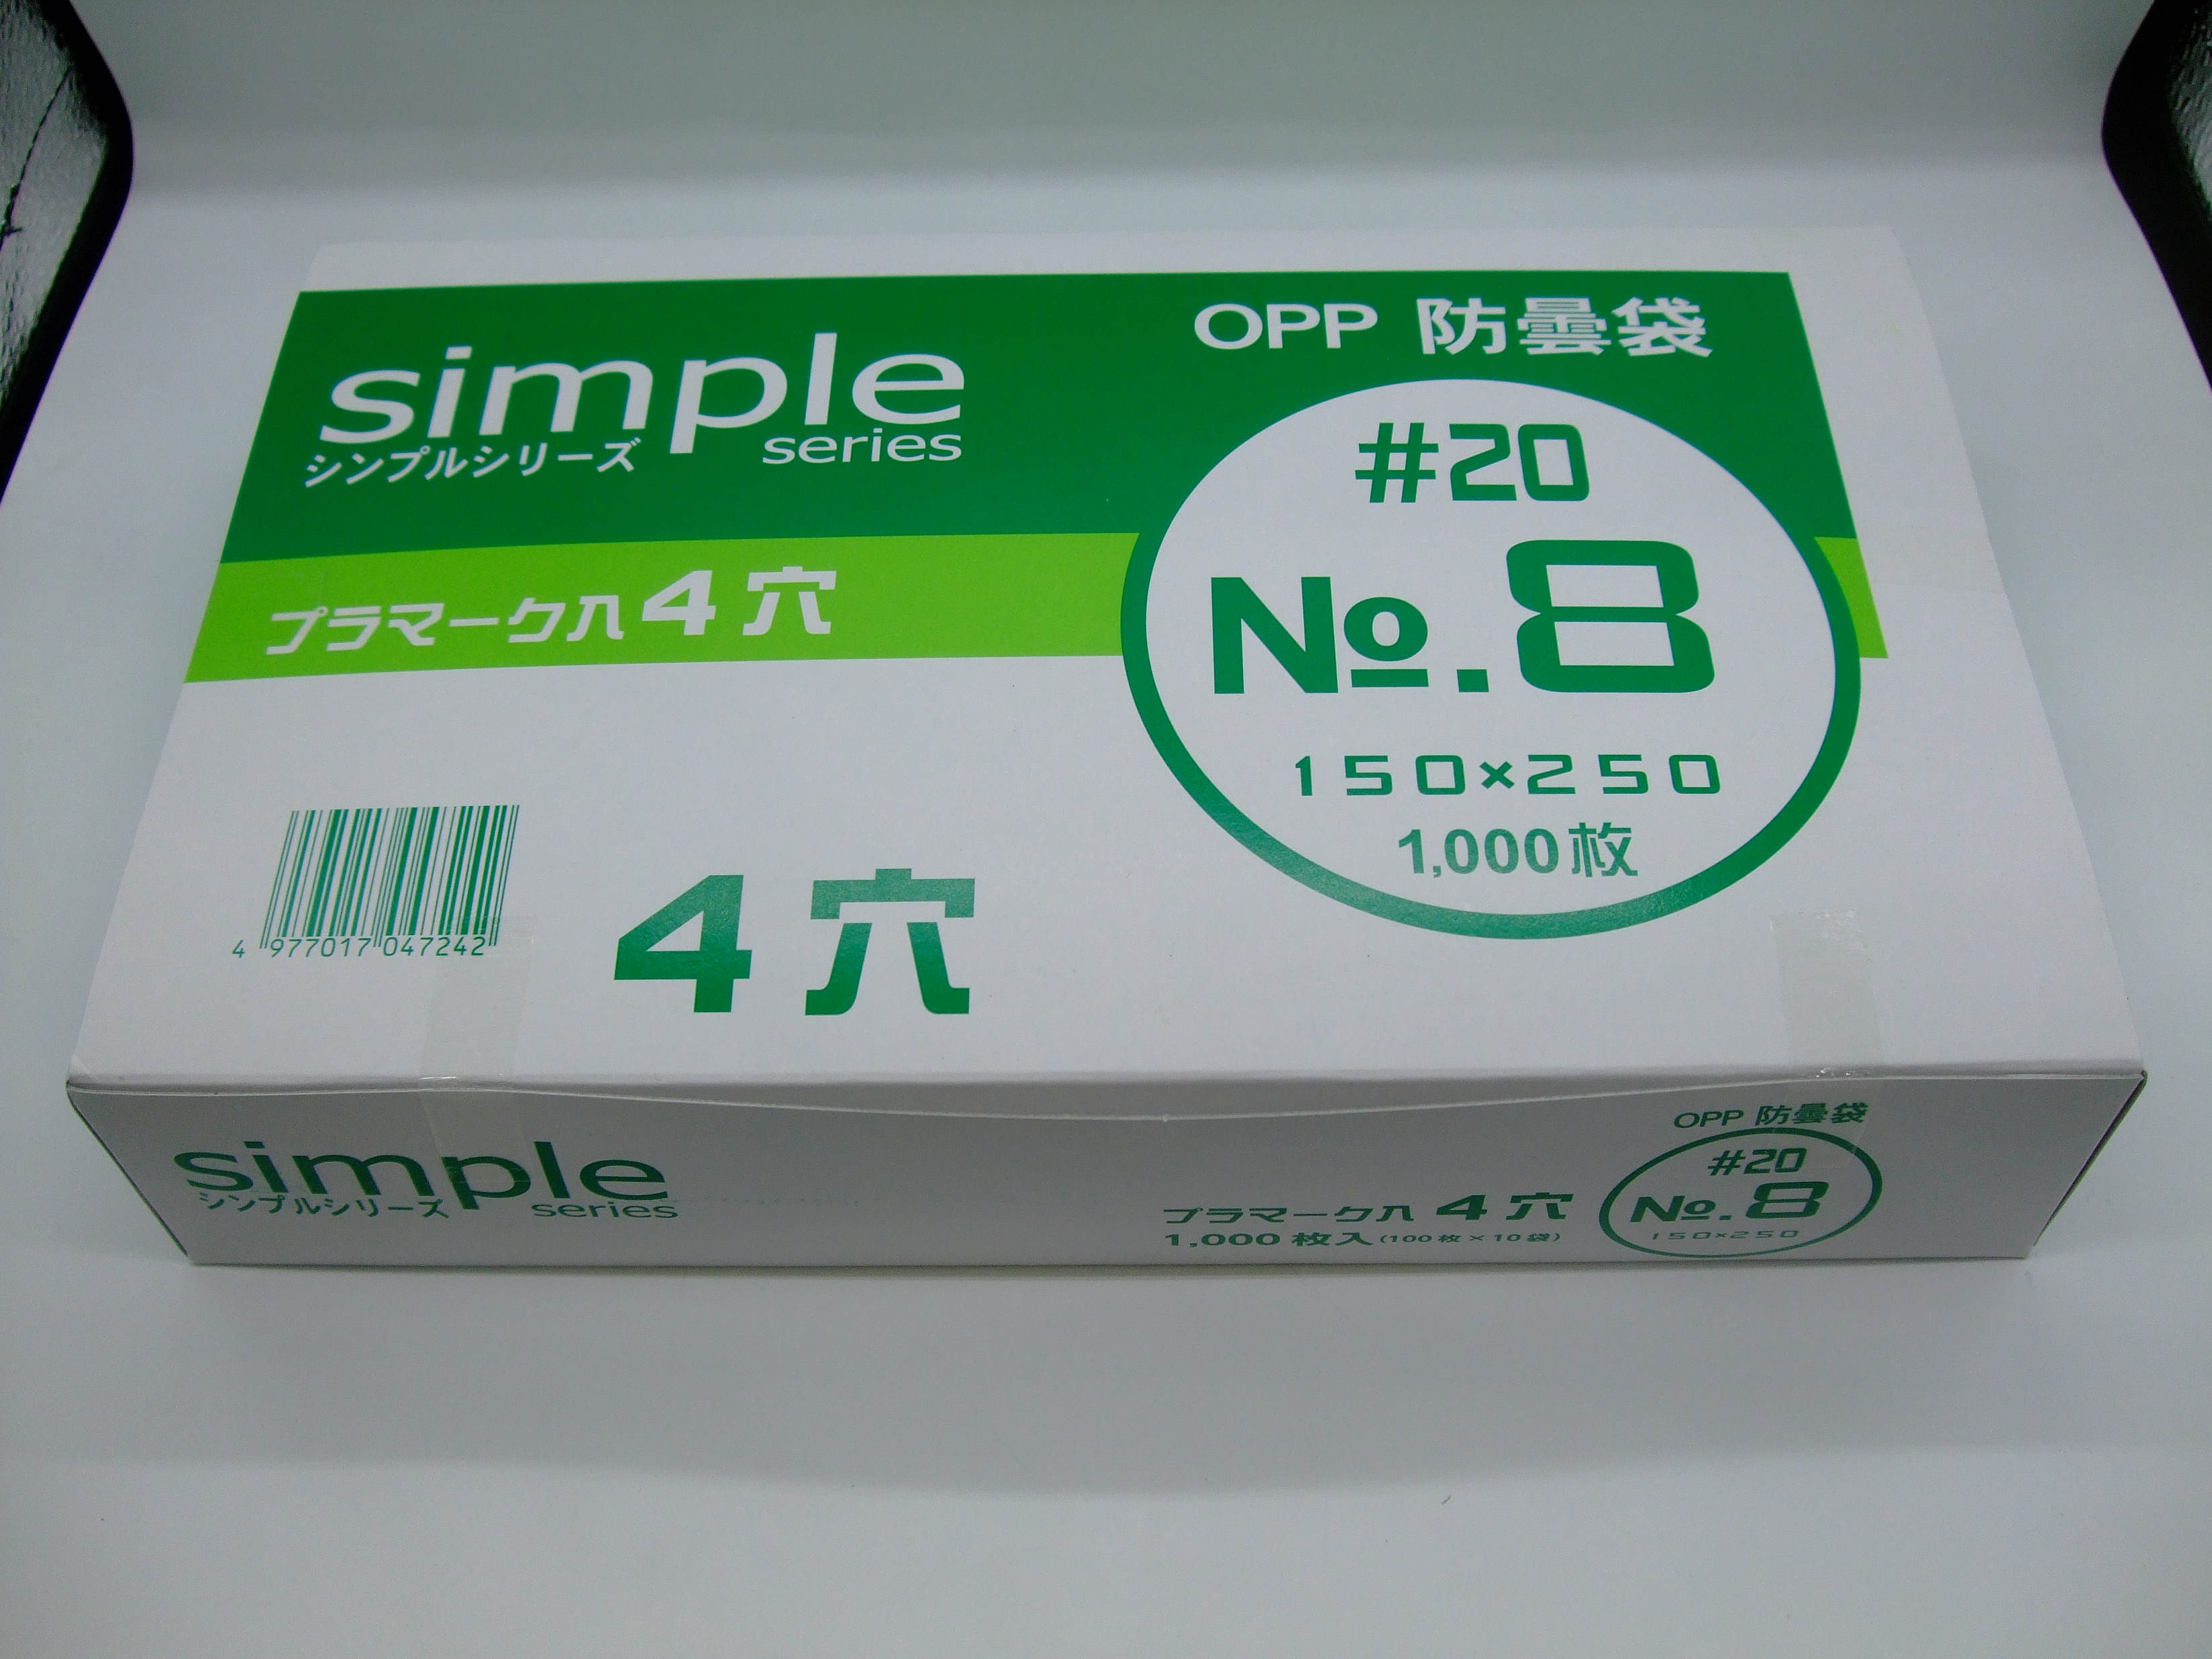 OPP 防曇袋
simple
シンプルシリーズ series
#20
No.8
プラマーク入4穴
150×250
1,000枚
4穴
4 977017 047242
OPP 防曇袋
simple
シンプルシリーズ series
#20
No.8
150×250
プラマーク入 4穴
1,000枚入(100枚×10袋)